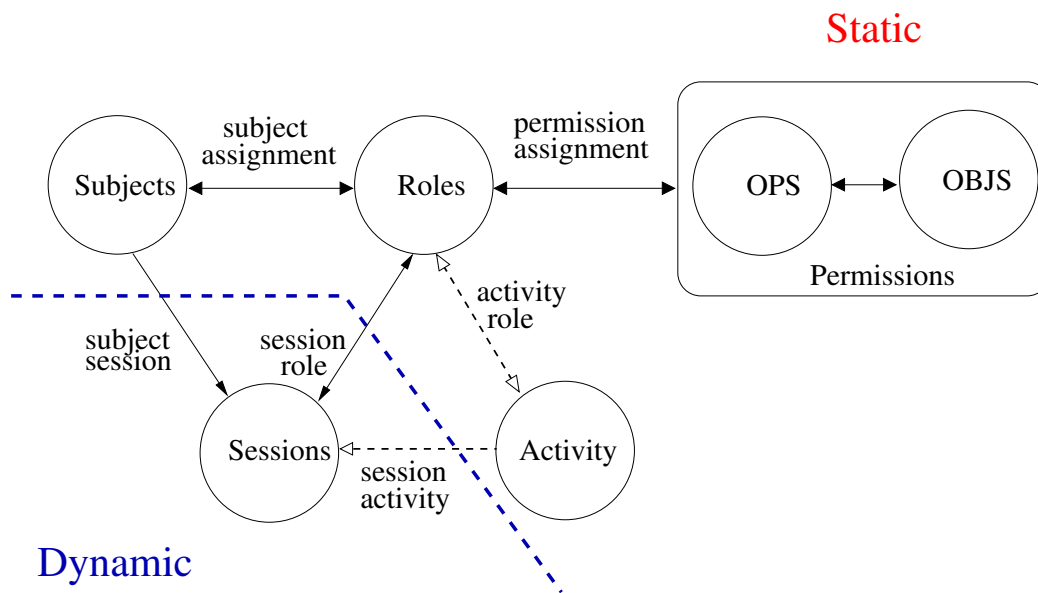 Static
subject
assignment
permission
assignment
Subjects
Roles
OPS
OBJS
Permissions
activity
role
subject
session
session
role
Sessions
Activity
session
activity
Dynamic